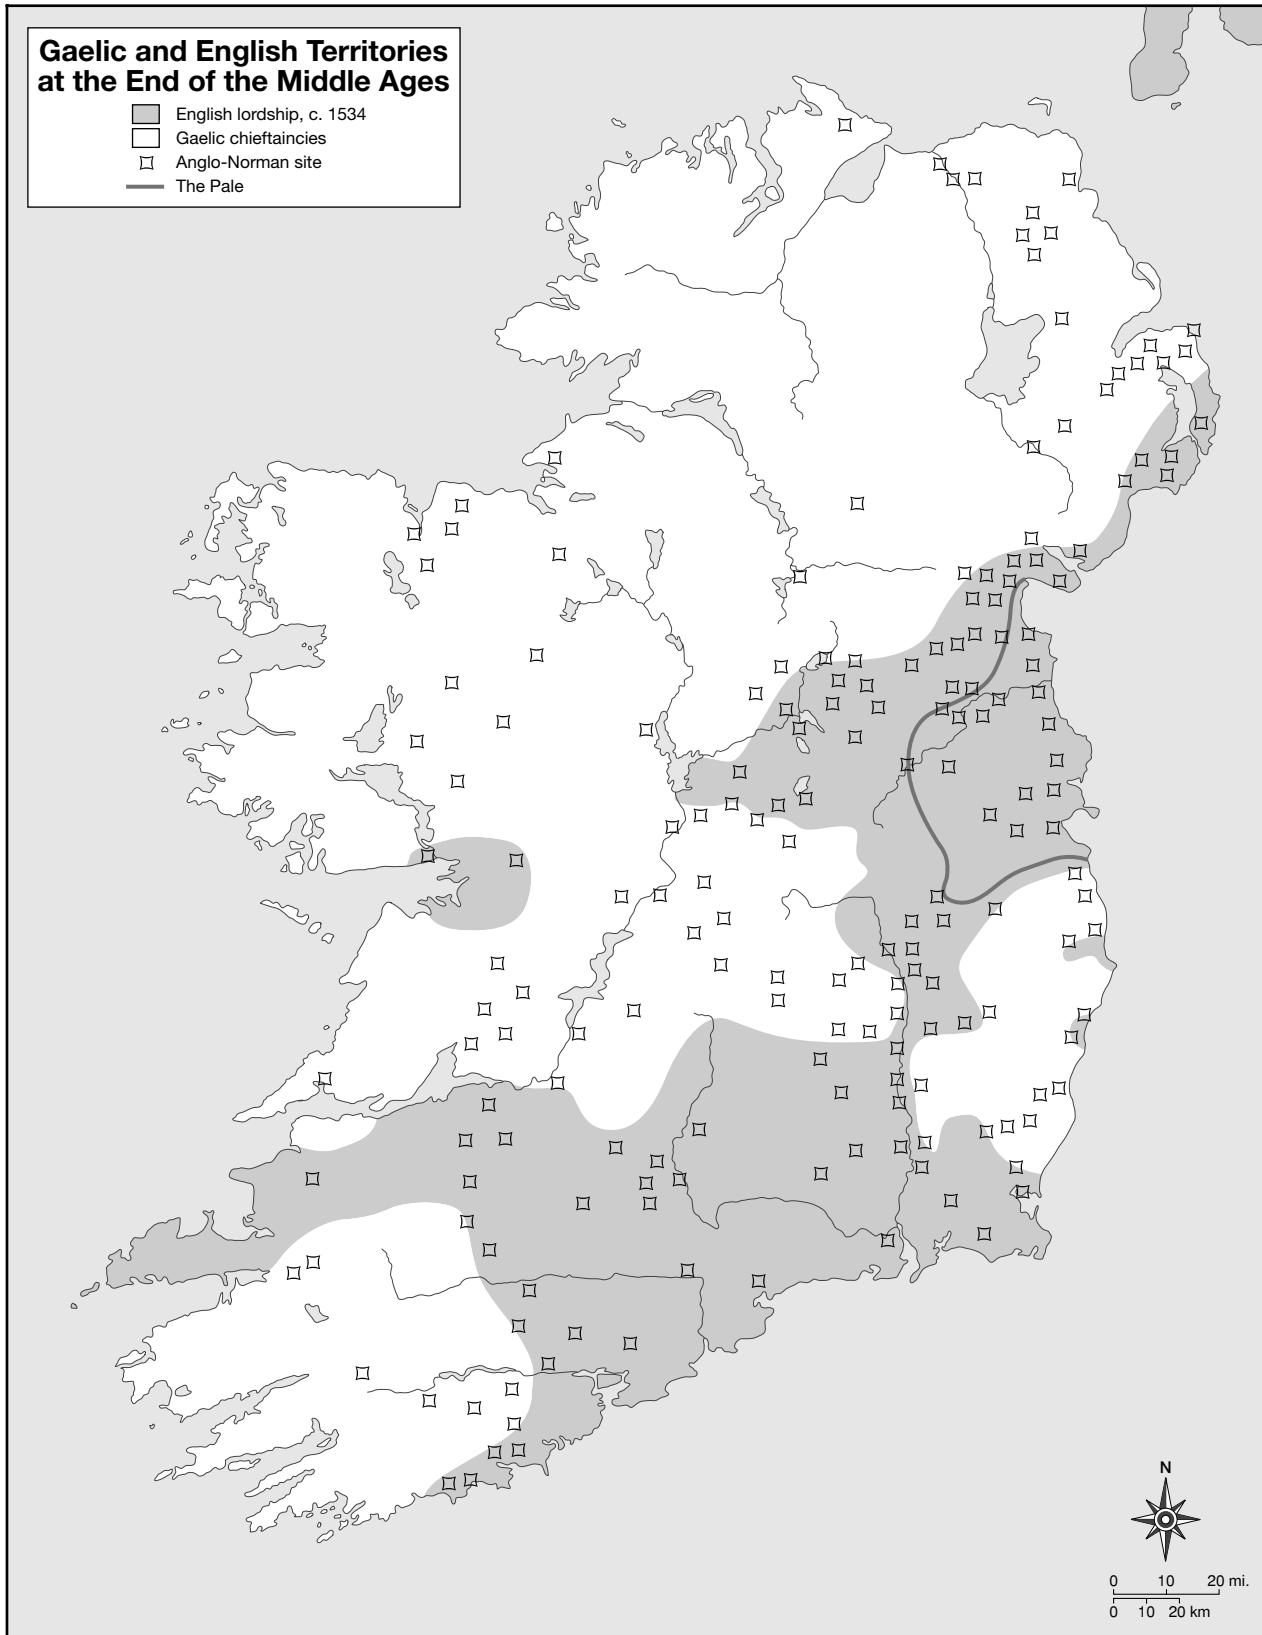 Gaelic and English Territories
at the End of the Middle Ages
English lordship, c. 1534
Gaelic chieftaincies
Anglo-Norman site
The Pale
N
0 10 20 mi.
0 10 20 km